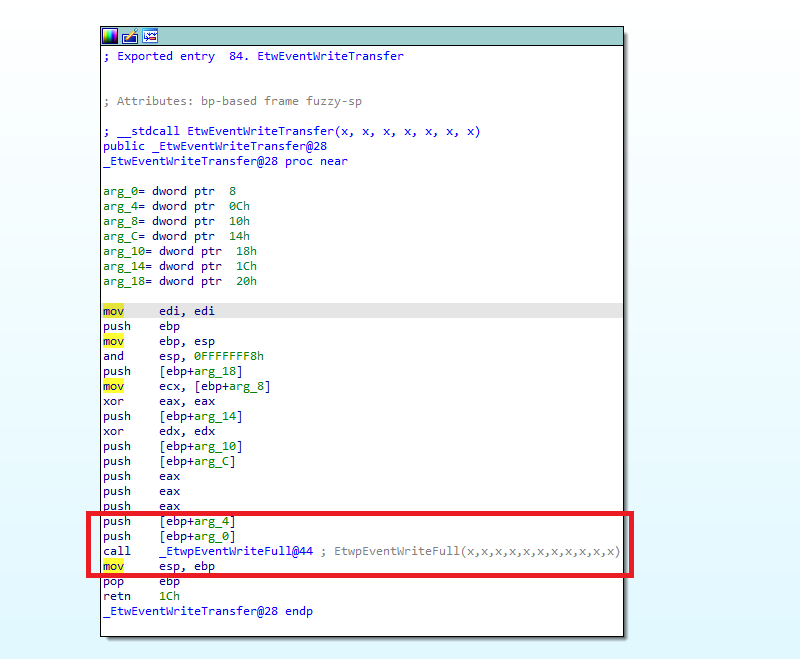 ; Exported entry  84. EtwEventWriteTransfer
; Attributes: bp-based frame fuzzy-sp
; __stdcall EtwEventWriteTransfer(x, x, x, x, x, x, x)
public _EtwEventWriteTransfer@28
_EtwEventWriteTransfer@28 proc near
arg_0= dword ptr  8
arg_4= dword ptr  0Ch
arg_8= dword ptr  10h
arg_C= dword ptr  14h
arg_10= dword ptr  18h
arg_14= dword ptr  1Ch
arg_18= dword ptr  20h
mov     edi, edi
push    ebp
mov     ebp, esp
and     esp, 0FFFFFFF8h
push    [ebp+arg_18]
mov     ecx, [ebp+arg_8]
xor     eax, eax
push    [ebp+arg_14]
xor     edx, edx
push    [ebp+arg_10]
push    [ebp+arg_C]
push    eax
push    eax
push    eax
push    [ebp+arg_4]
push    [ebp+arg_0]
call    _EtwpEventWriteFull@44 ; EtwpEventWriteFull(x,x,x,x,x,x,x,x,x,x,x)
mov     esp, ebp
pop     ebp
retn    1Ch
_EtwEventWriteTransfer@28 endp